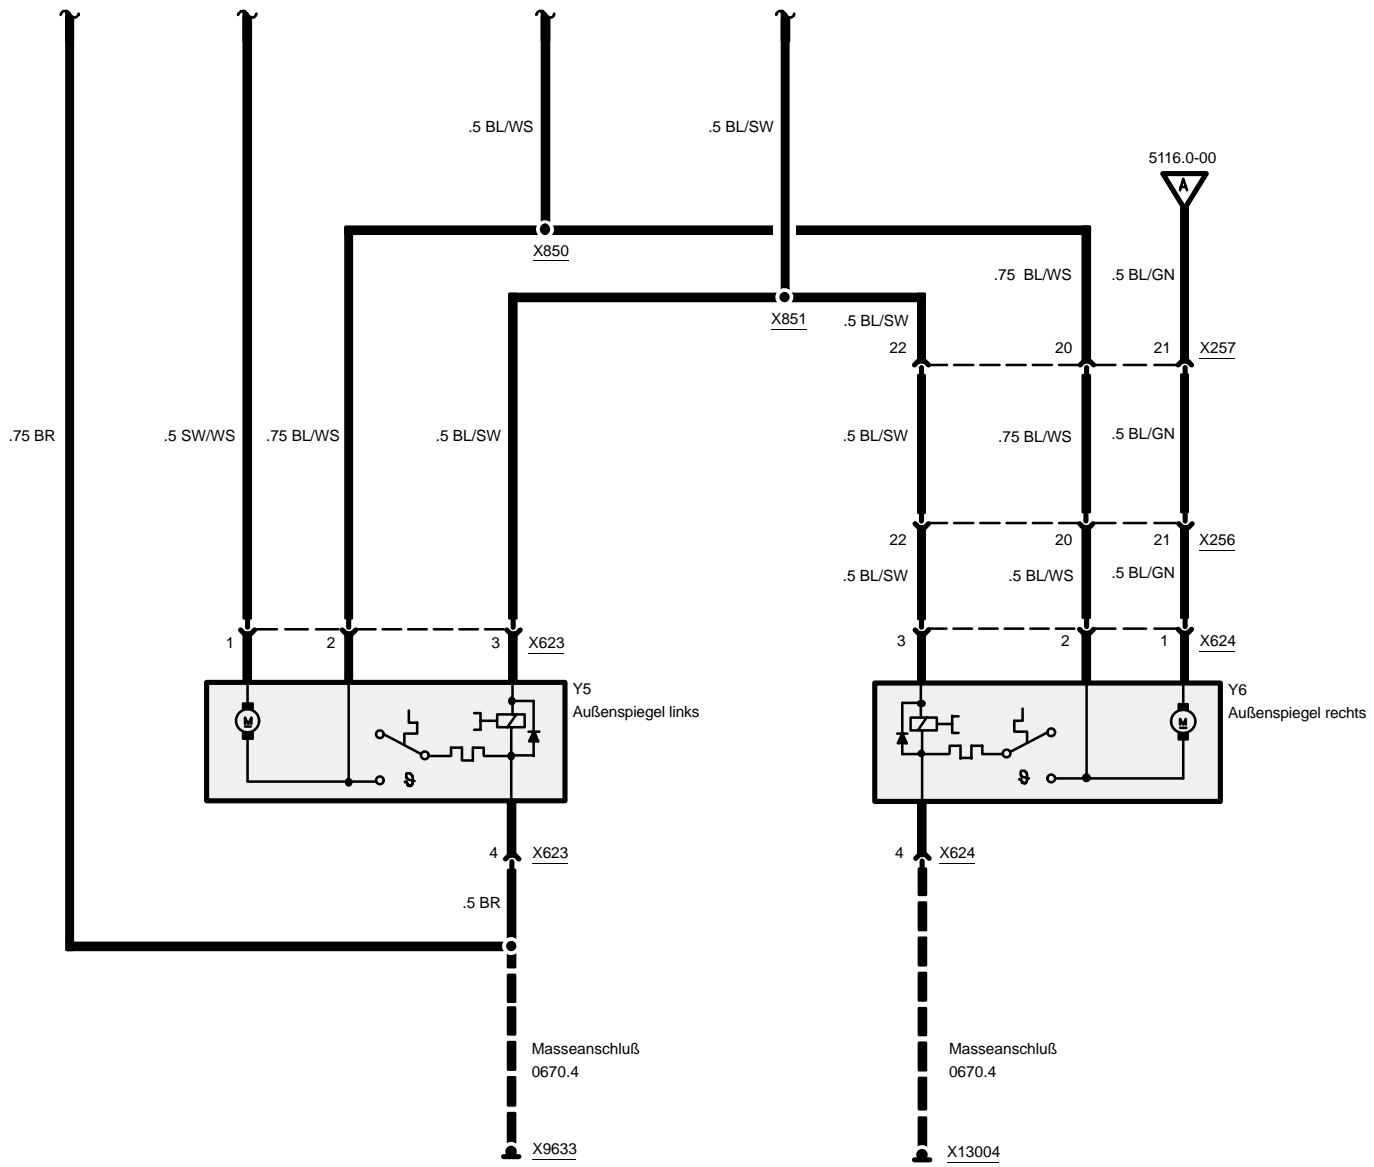 .5 BL/WS
.5 BL/SW
5116.0-00
A
X850
.75 BL/WS
.5 BL/GN
X851
.5 BL/SW
22
20
21
X257
.75 BR
.5 SW/WS
.75 BL/WS
.5 BL/SW
.5 BL/SW
.75 BL/WS
.5 BL/GN
22
20
21
X256
.5 BL/SW
.5 BL/WS
.5 BL/GN
1
2
3
X623
3
2
1
X624
Y5
Außenspiegel links
Y6
Außenspiegel rechts
M
M
ϑ
ϑ
4
X623
4
X624
.5 BR
Masseanschluß
0670.4
Masseanschluß
0670.4
X9633
X13004